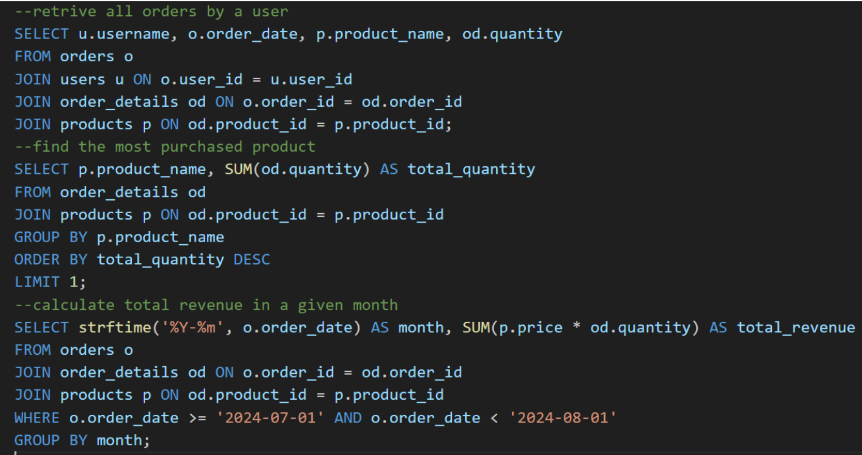 --retrive all orders by a user
SELECT u.username, o.order_date, p.product_name, od.quantity
FROM orders o
JOIN users u ON o.user_id = u.user_id
JOIN order_details od ON o.order_id = od.order_id
JOIN products p ON od.product_id = p.product_id;
--find the most purchased product
SELECT p.product_name, SUM(od.quantity) AS total_quantity
FROM order_details od
JOIN products p ON od.product_id = p.product_id
GROUP BY p.product_name
ORDER BY total_quantity DESC
LIMIT 1;
--calculate total revenue in a given month
SELECT strftime('%Y-%m', o.order_date) AS month, SUM(p.price * od.quantity) AS total_revenue
FROM orders o
JOIN order_details od ON o.order_id = od.order_id
JOIN products p ON od.product_id = p.product_id
WHERE o.order_date >= '2024-07-01' AND o.order_date < '2024-08-01'
GROUP BY month;